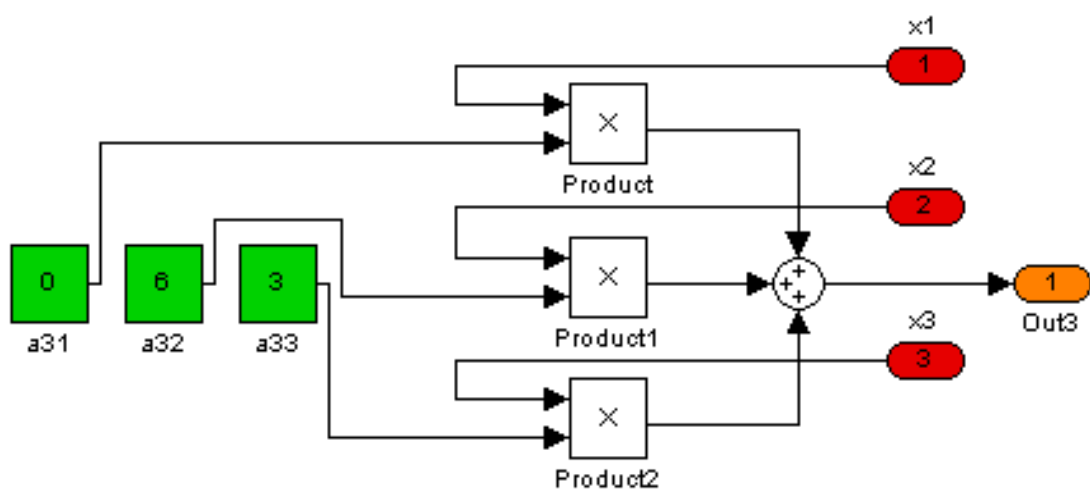 x1
1
×
Product
x2
2
0
6
3
×
+
+
+
1
a31
a32
a33
Product1
x3
Out3
3
×
Product2